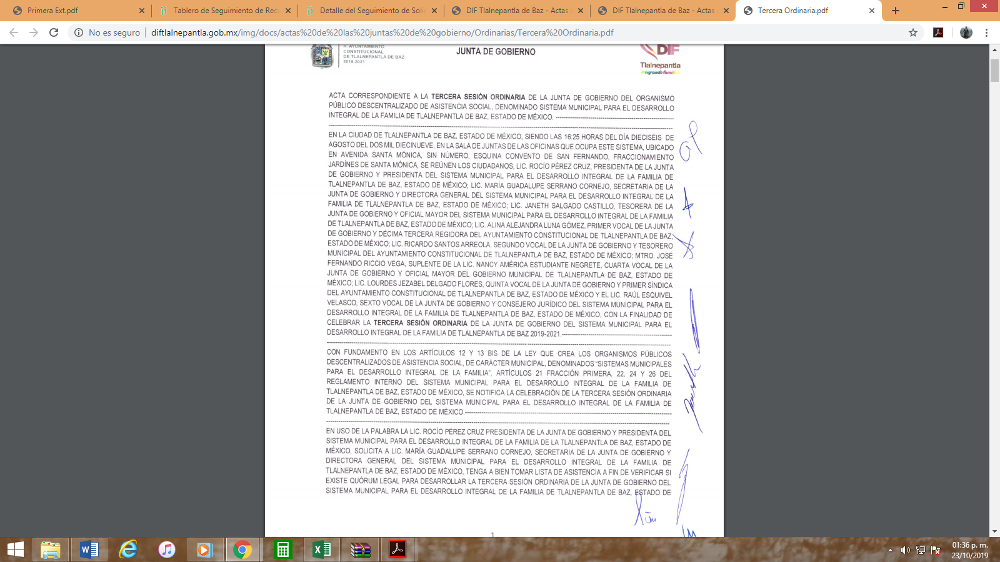 Primera Ext.pdf
Tablero de Seguimiento de Recu
Detalle del Seguimiento de Solic
DIF Tlalnepantla de Baz - Actas
DIF Tlalnepantla de Baz - Actas
Tercera Ordinaria.pdf
No es seguro
diftlalnepantla.gob.mx/img/docs/actas%20de%20las%20juntas%20de%20gobierno/Ordinarias/Tercera%20Ordinaria.pdf
H. AYUNTAMIENTO
CONSTITUCIONAL
DE TLALNEPANTLA DE BAZ
2019-2021
JUNTA DE GOBIERNO
DIF
Tlalnepantla
ACTA CORRESPONDIENTE A LA TERCERA SESIÓN ORDINARIA DE LA JUNTA DE GOBIERNO DEL ORGANISMO
PÚBLICO DESCENTRALIZADO DE ASISTENCIA SOCIAL, DENOMINADO SISTEMA MUNICIPAL PARA EL DESARROLLO
INTEGRAL DE LA FAMILIA DE TLALNEPANTLA DE BAZ, ESTADO DE MÉXICO.
EN LA CIUDAD DE TLALNEPANTLA DE BAZ, ESTADO DE MÉXICO, SIENDO LAS 16:25 HORAS DEL DÍA DIECISÉIS DE
AGOSTO DEL DOS MIL DIECINUEVE, EN LA SALA DE JUNTAS DE LAS OFICINAS QUE OCUPA ESTE SISTEMA, UBICADO
EN AVENIDA SANTA MÓNICA, SIN NÚMERO, ESQUINA CONVENTO DE SAN FERNANDO, FRACCIONAMIENTO
JARDÍNES DE SANTA MÓNICA, SE REÚNEN LOS CIUDADANOS, LIC. ROCÍO PÉREZ CRUZ, PRESIDENTA DE LA JUNTA
DE GOBIERNO Y PRESIDENTA DEL SISTEMA MUNICIPAL PARA EL DESARROLLO INTEGRAL DE LA FAMILIA DE
TLALNEPANTLA DE BAZ, ESTADO DE MÉXICO; LIC. MARÍA GUADALUPE SERRANO CORNEJO, SECRETARIA DE LA
JUNTA DE GOBIERNO Y DIRECTORA GENERAL DEL SISTEMA MUNICIPAL PARA EL DESARROLLO INTEGRAL DE LA
FAMILIA DE TLALNEPANTLA DE BAZ, ESTADO DE MÉXICO; LIC. JANETH SALGADO CASTILLO, TESORERA DE LA
JUNTA DE GOBIERNO Y OFICIAL MAYOR DEL SISTEMA MUNICIPAL PARA EL DESARROLLO INTEGRAL DE LA FAMILIA
DE TLALNEPANTLA DE BAZ, ESTADO DE MÉXICO; LIC. ALINA ALEJANDRA LUNA GÓMEZ, PRIMER VOCAL DE LA JUNTA
DE GOBIERNO Y DÉCIMA TERCERA REGIDORA DEL AYUNTAMIENTO CONSTITUCIONAL DE TLALNEPANTLA DE BAZ,
ESTADO DE MÉXICO; LIC. RICARDO SANTOS ARREOLA, SEGUNDO VOCAL DE LA JUNTA DE GOBIERNO Y TESORERO
MUNICIPAL DEL AYUNTAMIENTO CONSTITUCIONAL DE TLALNEPANTLA DE BAZ, ESTADO DE MÉXICO; MTRO. JOSÉ
FERNANDO RICCIO VEGA, SUPLENTE DE LA LIC. NANCY AMÉRICA ESTUDIANTE NEGRETE, CUARTA VOCAL DE LA
JUNTA DE GOBIERNO Y OFICIAL MAYOR DEL GOBIERNO MUNICIPAL DE TLALNEPANTLA DE BAZ, ESTADO DE
MÉXICO; LIC. LOURDES JEZABEL DELGADO FLORES, QUINTA VOCAL DE LA JUNTA DE GOBIERNO Y PRIMER SÍNDICA
DEL AYUNTAMIENTO CONSTITUCIONAL DE TLALNEPANTLA DE BAZ, ESTADO DE MÉXICO Y EL LIC. RAÚL ESQUIVEL
VELASCO, SEXTO VOCAL DE LA JUNTA DE GOBIERNO Y CONSEJERO JURÍDICO DEL SISTEMA MUNICIPAL PARA EL
DESARROLLO INTEGRAL DE LA FAMILIA DE TLALNEPANTLA DE BAZ, ESTADO DE MÉXICO, CON LA FINALIDAD DE
CELEBRAR LA TERCERA SESIÓN ORDINARIA DE LA JUNTA DE GOBIERNO DEL SISTEMA MUNICIPAL PARA EL
DESARROLLO INTEGRAL DE LA FAMILIA DE TLALNEPANTLA DE BAZ 2019-2021.
CON FUNDAMENTO EN LOS ARTÍCULOS 12 Y 13 BIS DE LA LEY QUE CREA LOS ORGANISMOS PÚBLICOS
DESCENTRALIZADOS DE ASISTENCIA SOCIAL, DE CARÁCTER MUNICIPAL, DENOMINADOS “SISTEMAS MUNICIPALES
PARA EL DESARROLLO INTEGRAL DE LA FAMILIA”, ARTÍCULOS 21 FRACCIÓN PRIMERA, 22, 24 Y 26 DEL
REGLAMENTO INTERNO DEL SISTEMA MUNICIPAL PARA EL DESARROLLO INTEGRAL DE LA FAMILIA DE
TLALNEPANTLA DE BAZ, ESTADO DE MÉXICO, SE NOTIFICA LA CELEBRACIÓN DE LA TERCERA SESIÓN ORDINARIA
DE LA JUNTA DE GOBIERNO DEL SISTEMA MUNICIPAL PARA EL DESARROLLO INTEGRAL DE LA FAMILIA DE
TLALNEPANTLA DE BAZ, ESTADO DE MÉXICO.
EN USO DE LA PALABRA LA LIC. ROCÍO PÉREZ CRUZ PRESIDENTA DE LA JUNTA DE GOBIERNO Y PRESIDENTA DEL
SISTEMA MUNICIPAL PARA EL DESARROLLO INTEGRAL DE LA FAMILIA DE LA TLALNEPANTLA DE BAZ, ESTADO DE
MÉXICO, SOLICITA A LIC. MARÍA GUADALUPE SERRANO CORNEJO, SECRETARIA DE LA JUNTA DE GOBIERNO Y
DIRECTORA GENERAL DEL SISTEMA MUNICIPAL PARA EL DESARROLLO INTEGRAL DE LA FAMILIA DE
TLALNEPANTLA DE BAZ, ESTADO DE MÉXICO, TENGA A BIEN TOMAR LISTA DE ASISTENCIA A FIN DE VERIFICAR SI
EXISTE QUÓRUM LEGAL PARA DESARROLLAR LA TERCERA SESIÓN ORDINARIA DE LA JUNTA DE GOBIERNO DEL
SISTEMA MUNICIPAL PARA EL DESARROLLO INTEGRAL DE LA FAMILIA DE TLALNEPANTLA DE BAZ, ESTADO DE
1
01:36 p. m.
23/10/2019